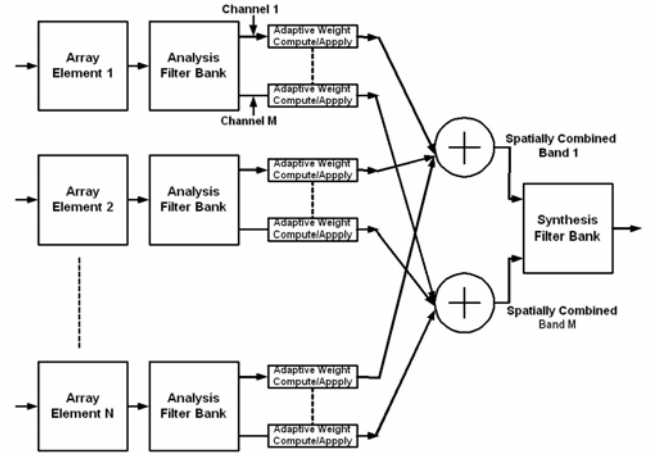 Channel 1
Array
Element 1
Analysis
Filter Bank
Adaptive Weight
Compute/Appply
Adaptive Weight
Compute/Appply
Channel M
Array
Element 2
Analysis
Filter Bank
Adaptive Weight
Compute/Appply
Adaptive Weight
Compute/Appply
Spatially Combined
Band 1
Synthesis
Filter Bank
Spatially Combined
Band M
Array
Element N
Analysis
Filter Bank
Adaptive Weight
Compute/Appply
Adaptive Weight
Compute/Appply